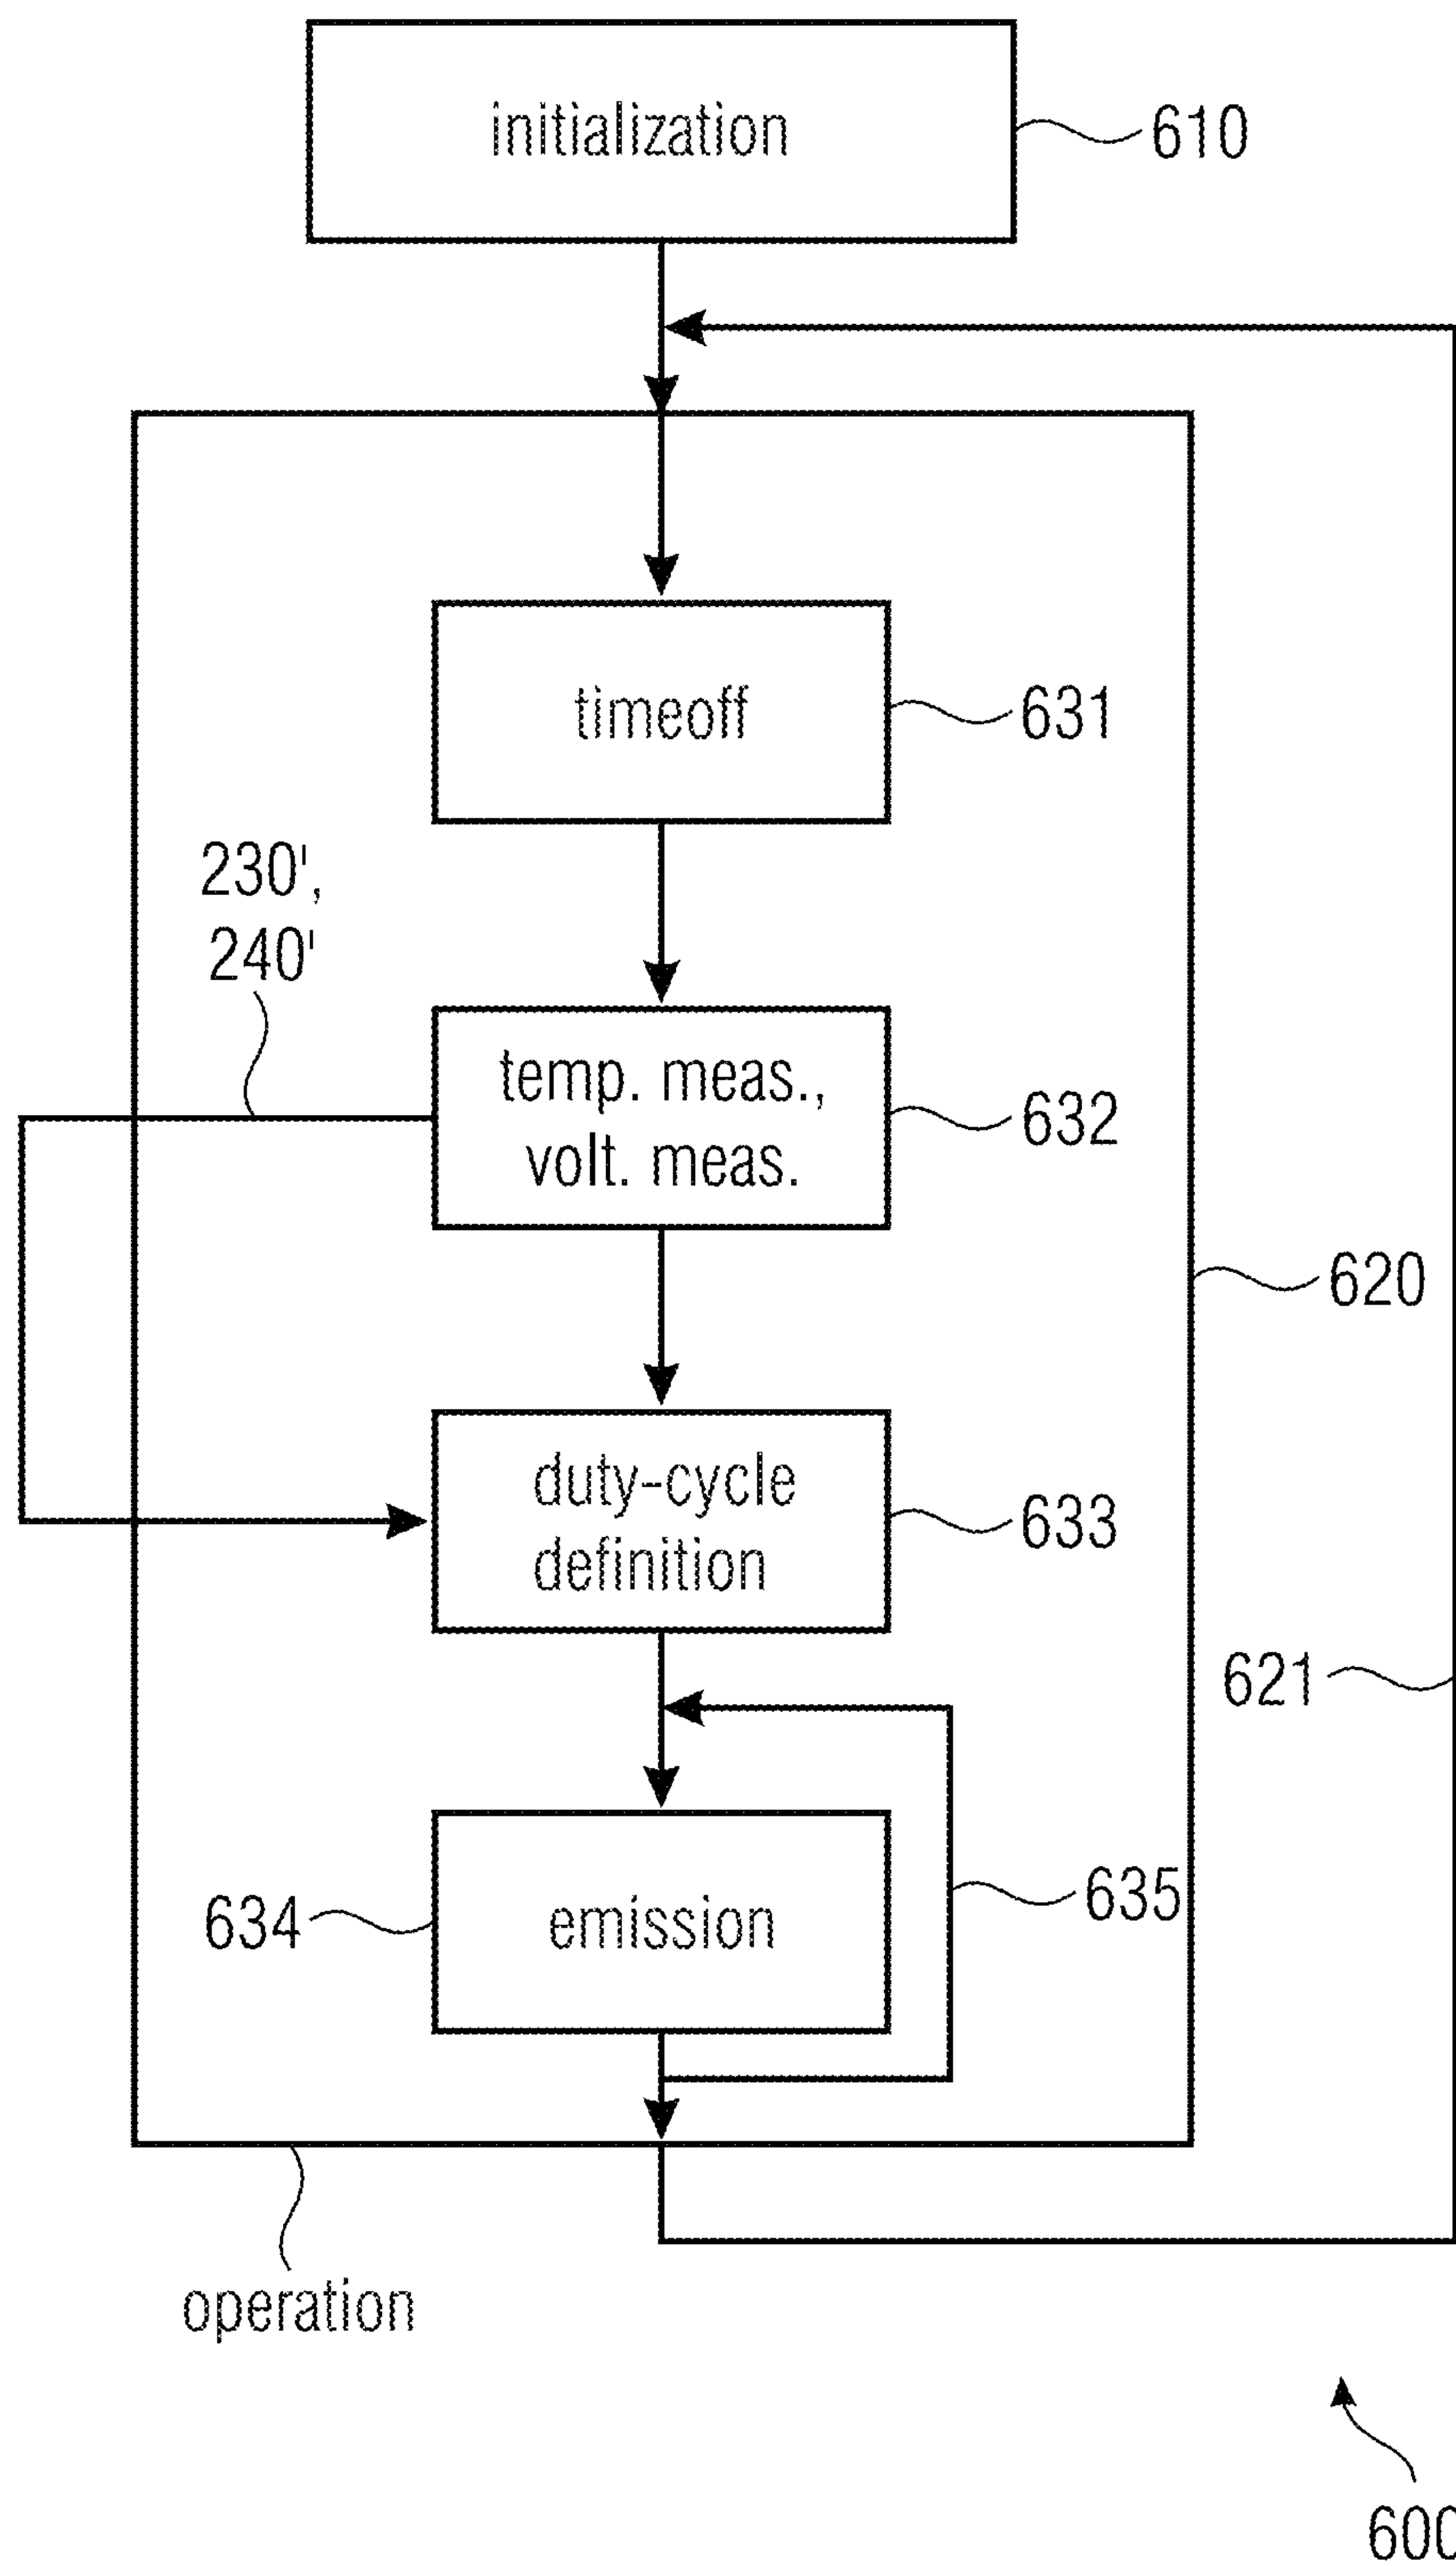 initialization
610
timeoff
631
230',
240'
temp. meas.,
volt. meas.
632
620
duty-cycle
definition
633
621
634
emission
635
operation
600